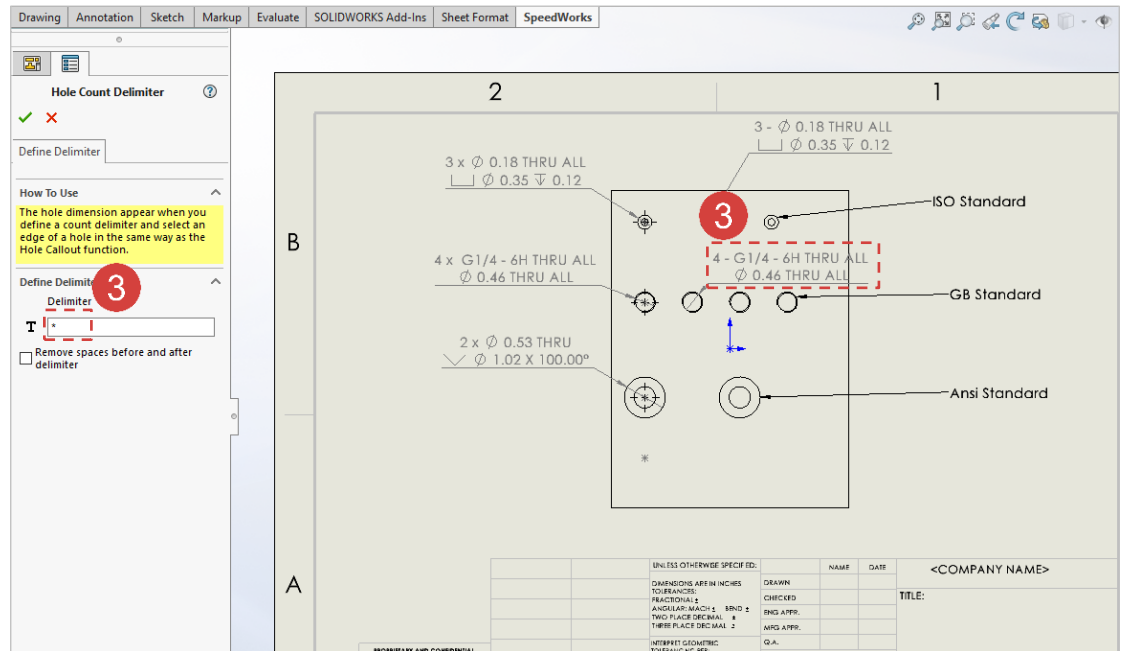 Drawing Annotation Sketch Markup Evaluate SOLIDWORKS Add-Ins Sheet Format SpeedWorks
Hole Count Delimiter
Define Delimiter
How To Use
The hole dimension appear when you
define a count delimiter and select an
edge of a hole in the same way as the
Hole Callout function.
Define Delimite
3
Delimiter
T *
Remove spaces before and after
delimiter
2 1
B
A
3 - Ø 0.18 THRU ALL
⌴ Ø 0.35 ↧ 0.12
3 x Ø 0.18 THRU ALL
⌴ Ø 0.35 ↧ 0.12
3
ISO Standard
4 x G1/4 - 6H THRU ALL
Ø 0.46 THRU ALL
4 - G1/4 - 6H THRU ALL
Ø 0.46 THRU ALL
GB Standard
2 x Ø 0.53 THRU
⌵ Ø 1.02 X 100.00°
Ansi Standard
UNLESS OTHERWISE SPECIFIED:
DIMENSIONS ARE IN INCHES
TOLERANCES:
FRACTIONAL ±
ANGULAR: MACH ± BEND ±
TWO PLACE DECIMAL ±
THREE PLACE DECIMAL ±
INTERPRET GEOMETRIC
TOLERANCING PER:
NAME DATE
DRAWN
CHECKED
ENG APPR.
MFG APPR.
Q.A.
<COMPANY NAME>
TITLE:
PROPRIETARY AND CONFIDENTIAL